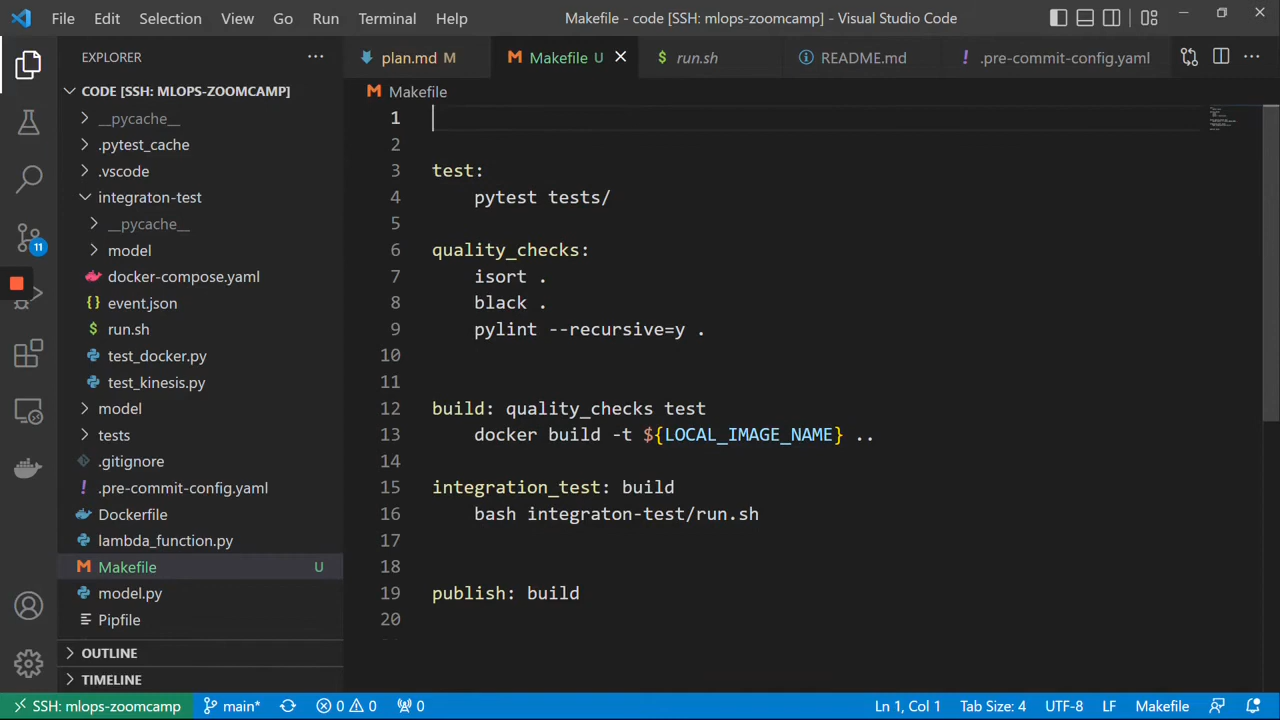 File Edit Selection View Go Run Terminal Help Makefile - code [SSH: mlops-zoomcamp] - Visual Studio Code
EXPLORER
plan.md M
Makefile U
run.sh
README.md
.pre-commit-config.yaml
CODE [SSH: MLOPS-ZOOMCAMP]
__pycache__
.pytest_cache
.vscode
integraton-test
__pycache__
model
docker-compose.yaml
event.json
run.sh
test_docker.py
test_kinesis.py
model
tests
.gitignore
.pre-commit-config.yaml
Dockerfile
lambda_function.py
Makefile U
model.py
Pipfile
OUTLINE
TIMELINE
11
Makefile
1
2
3 test:
4 pytest tests/
5
6 quality_checks:
7 isort .
8 black .
9 pylint --recursive=y .
10
11
12 build: quality_checks test
13 docker build -t ${LOCAL_IMAGE_NAME} ..
14
15 integration_test: build
16 bash integraton-test/run.sh
17
18
19 publish: build
20
SSH: mlops-zoomcamp main* 0 0 0 Ln 1, Col 1 Tab Size: 4 UTF-8 LF Makefile